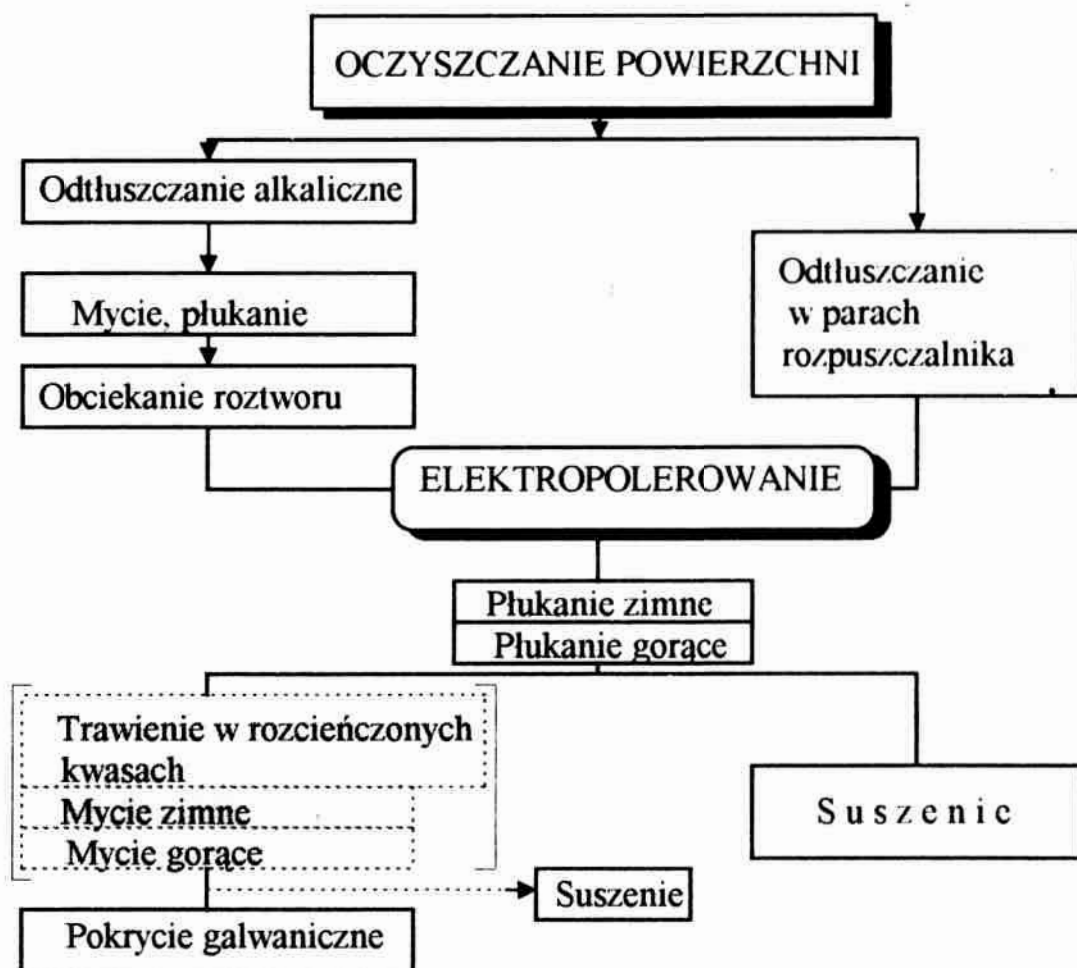 OCZYSZCZANIE POWIERZCHNI
Odtłuszczanie alkaliczne
Mycie, płukanie
Obciekanie roztworu
Odtłuszczanie
w parach
rozpuszczalnika
ELEKTROPOLEROWANIE
Płukanie zimne
Płukanie gorące
Trawienie w rozcieńczonych
kwasach
Mycie zimne
Mycie gorące
Suszenie
Suszenie
Pokrycie galwaniczne